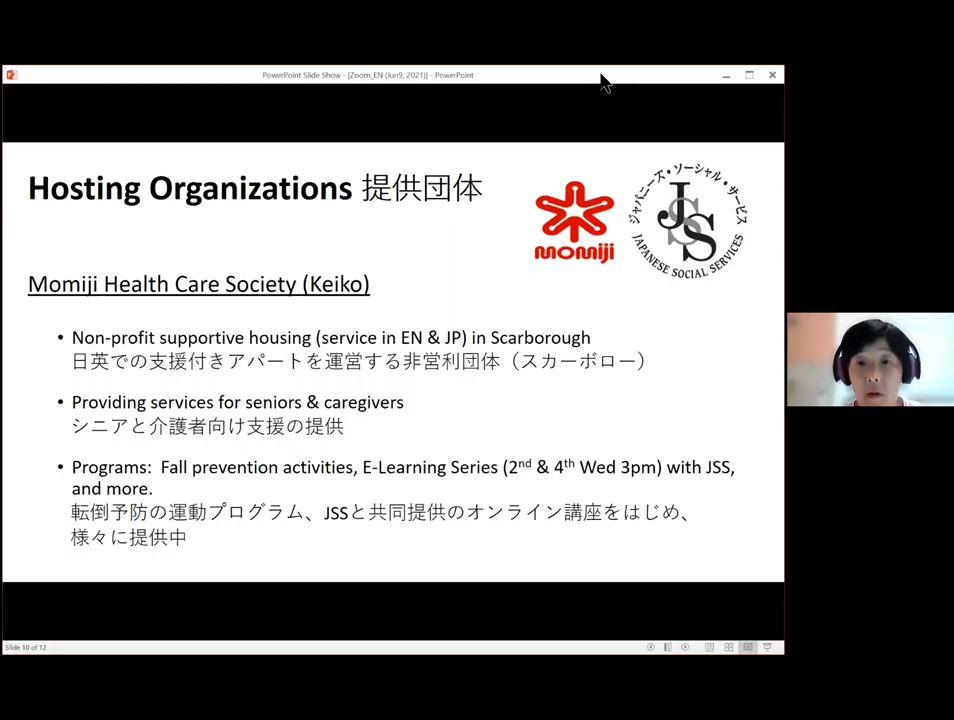 PowerPoint Slide Show - [Zoom_EN (Jun9, 2021)] - PowerPoint
Hosting Organizations 提供団体
momiji
ジャパニーズ・ソーシャル・サービス
JSS
JAPANESE SOCIAL SERVICES
Momiji Health Care Society (Keiko)
• Non-profit supportive housing (service in EN & JP) in Scarborough
日英での支援付きアパートを運営する非営利団体（スカーボロー）
• Providing services for seniors & caregivers
シニアと介護者向け支援の提供
• Programs: Fall prevention activities, E-Learning Series (2nd & 4th Wed 3pm) with JSS,
and more.
転倒予防の運動プログラム、JSSと共同提供のオンライン講座をはじめ、
様々に提供中
Slide 10 of 12